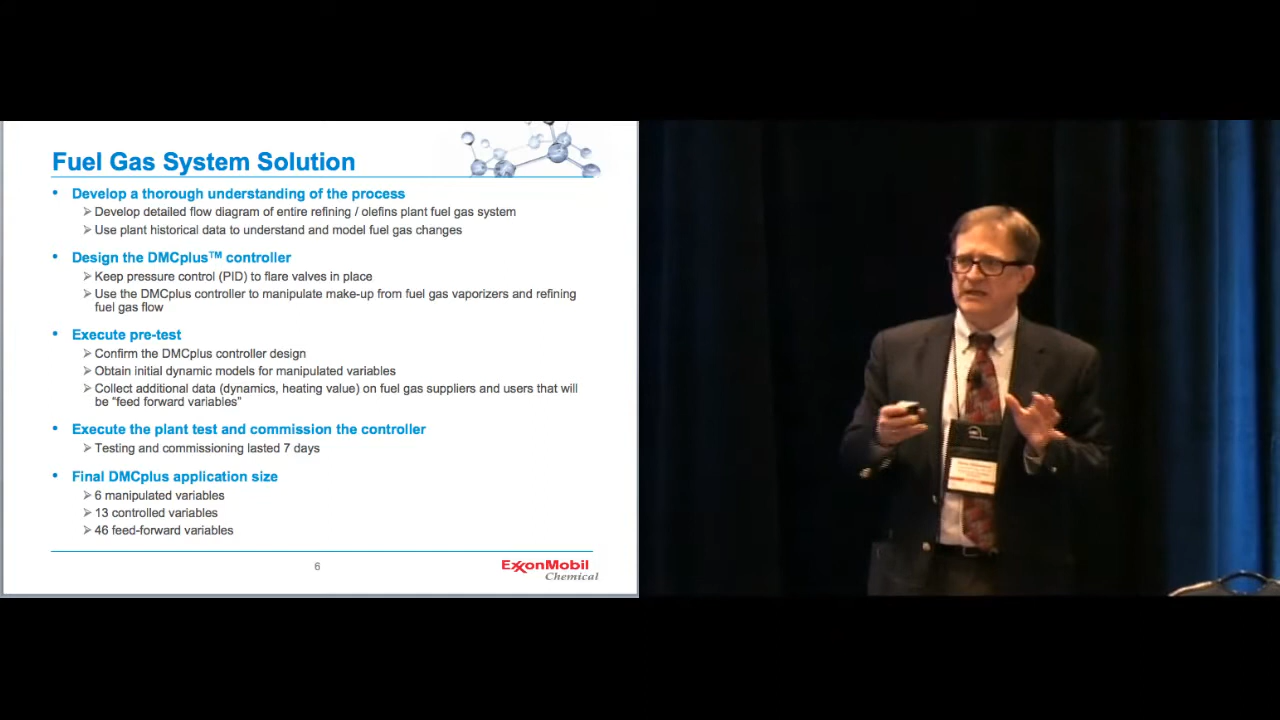 Fuel Gas System Solution
• Develop a thorough understanding of the process
➢ Develop detailed flow diagram of entire refining / olefins plant fuel gas system
➢ Use plant historical data to understand and model fuel gas changes
• Design the DMCplus™ controller
➢ Keep pressure control (PID) to flare valves in place
➢ Use the DMCplus controller to manipulate make-up from fuel gas vaporizers and refining
fuel gas flow
• Execute pre-test
➢ Confirm the DMCplus controller design
➢ Obtain initial dynamic models for manipulated variables
➢ Collect additional data (dynamics, heating value) on fuel gas suppliers and users that will
be “feed forward variables”
• Execute the plant test and commission the controller
➢ Testing and commissioning lasted 7 days
• Final DMCplus application size
➢ 6 manipulated variables
➢ 13 controlled variables
➢ 46 feed-forward variables
6
ExxonMobil
Chemical